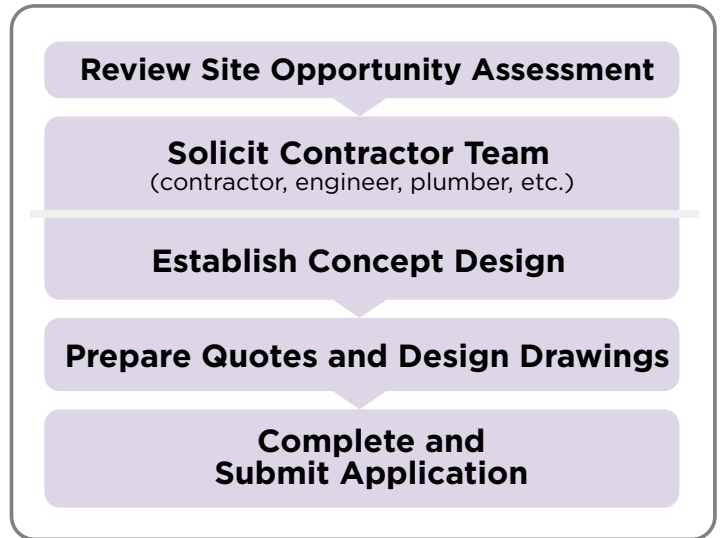 Review Site Opportunity Assessment
Solicit Contractor Team
(contractor, engineer, plumber, etc.)
Establish Concept Design
Prepare Quotes and Design Drawings
Complete and
Submit Application